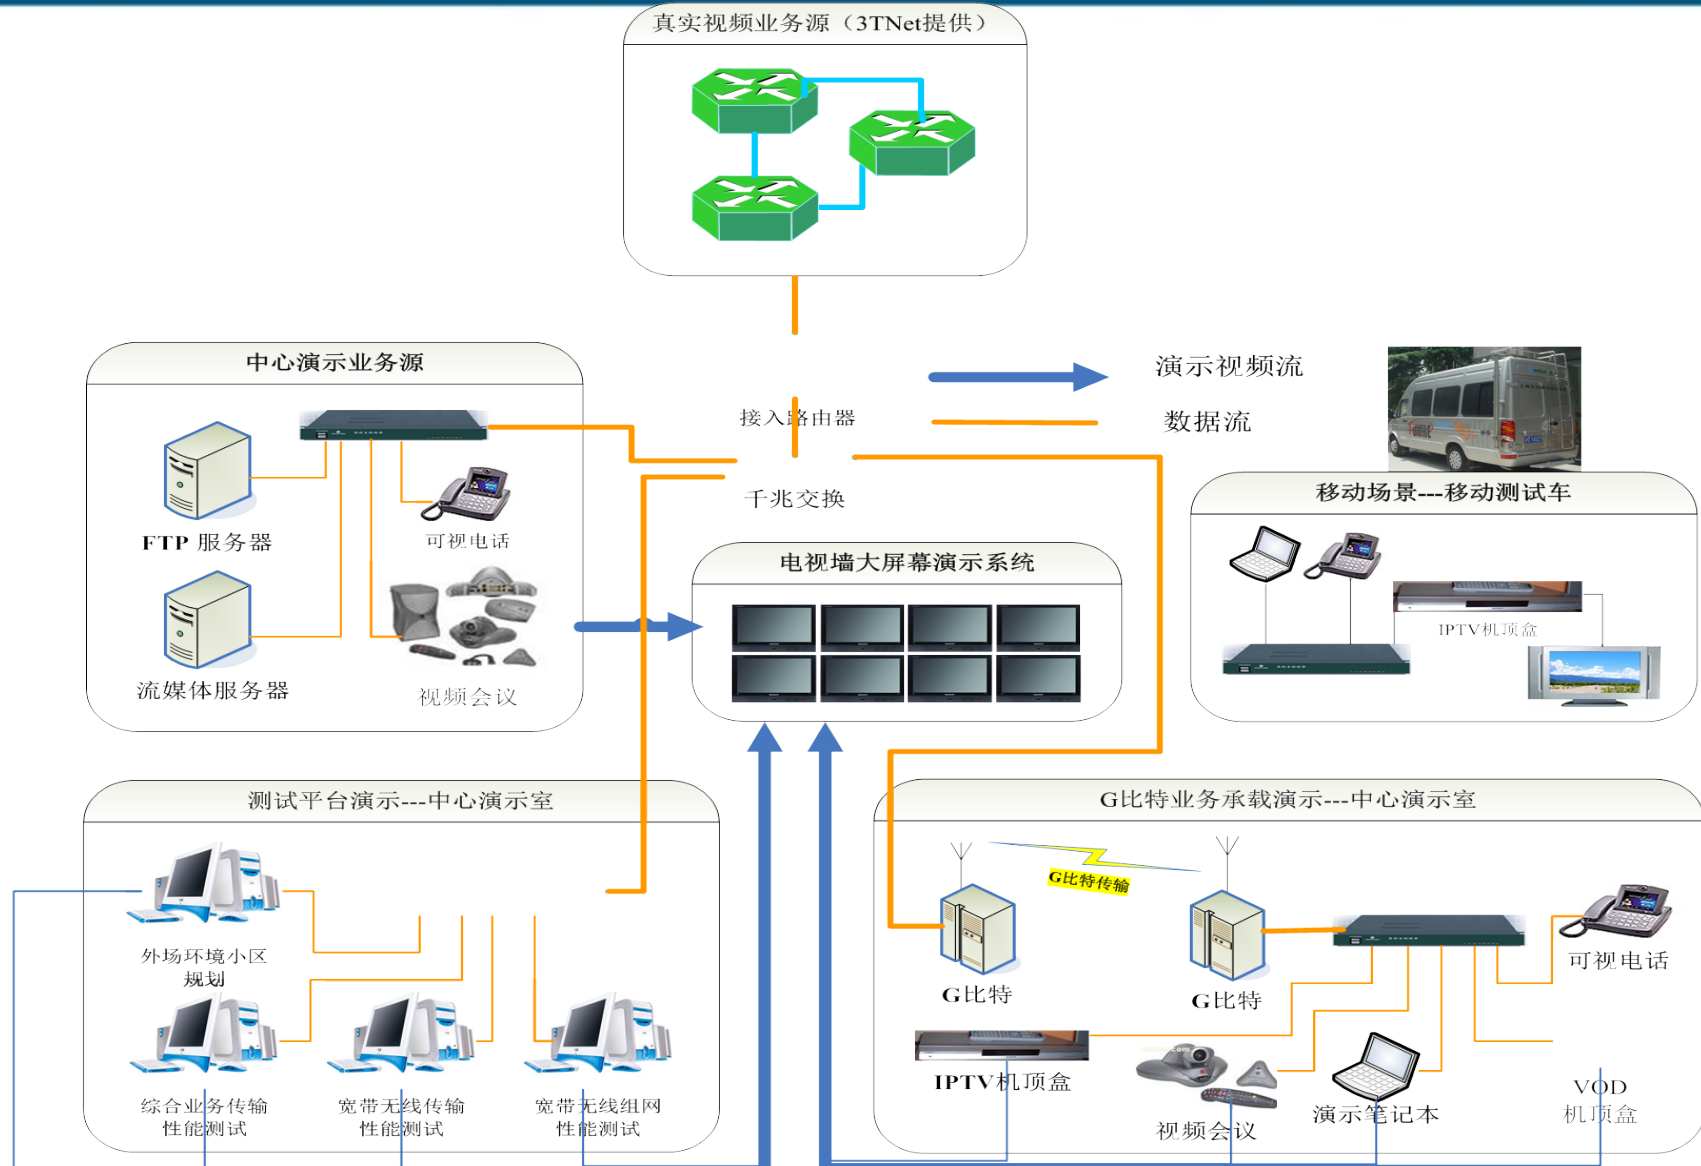 真实视频业务源（3TNet提供）
中心演示业务源
演示视频流
接入路由器
数据流
千兆交换
移动场景---移动测试车
FTP 服务器
可视电话
电视墙大屏幕演示系统
IPTV机顶盒
流媒体服务器
视频会议
测试平台演示---中心演示室
G比特业务承载演示---中心演示室
G比特传输
外场环境小区
规划
可视电话
G比特
G比特
IPTV机顶盒
视频会议
演示笔记本
VOD
机顶盒
综合业务传输
性能测试
宽带无线传输
性能测试
宽带无线组网
性能测试